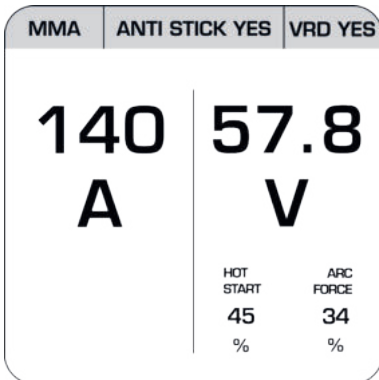 MMA ANTI STICK YES VRD YES
140 57.8
A V
HOT ARC
START FORCE
45 34
% %